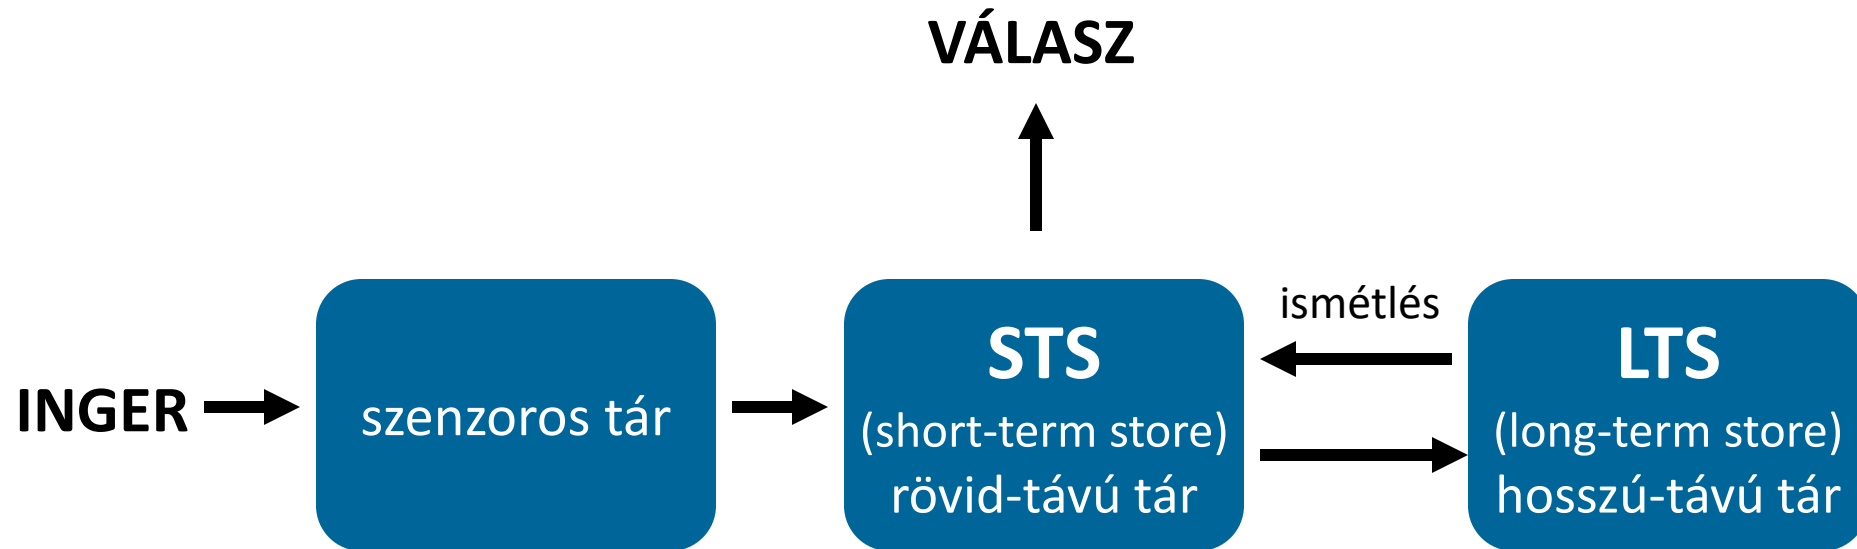 VÁLASZ
INGER
szenzoros tár
STS
(short-term store)
rövid-távú tár
ismétlés
LTS
(long-term store)
hosszú-távú tár